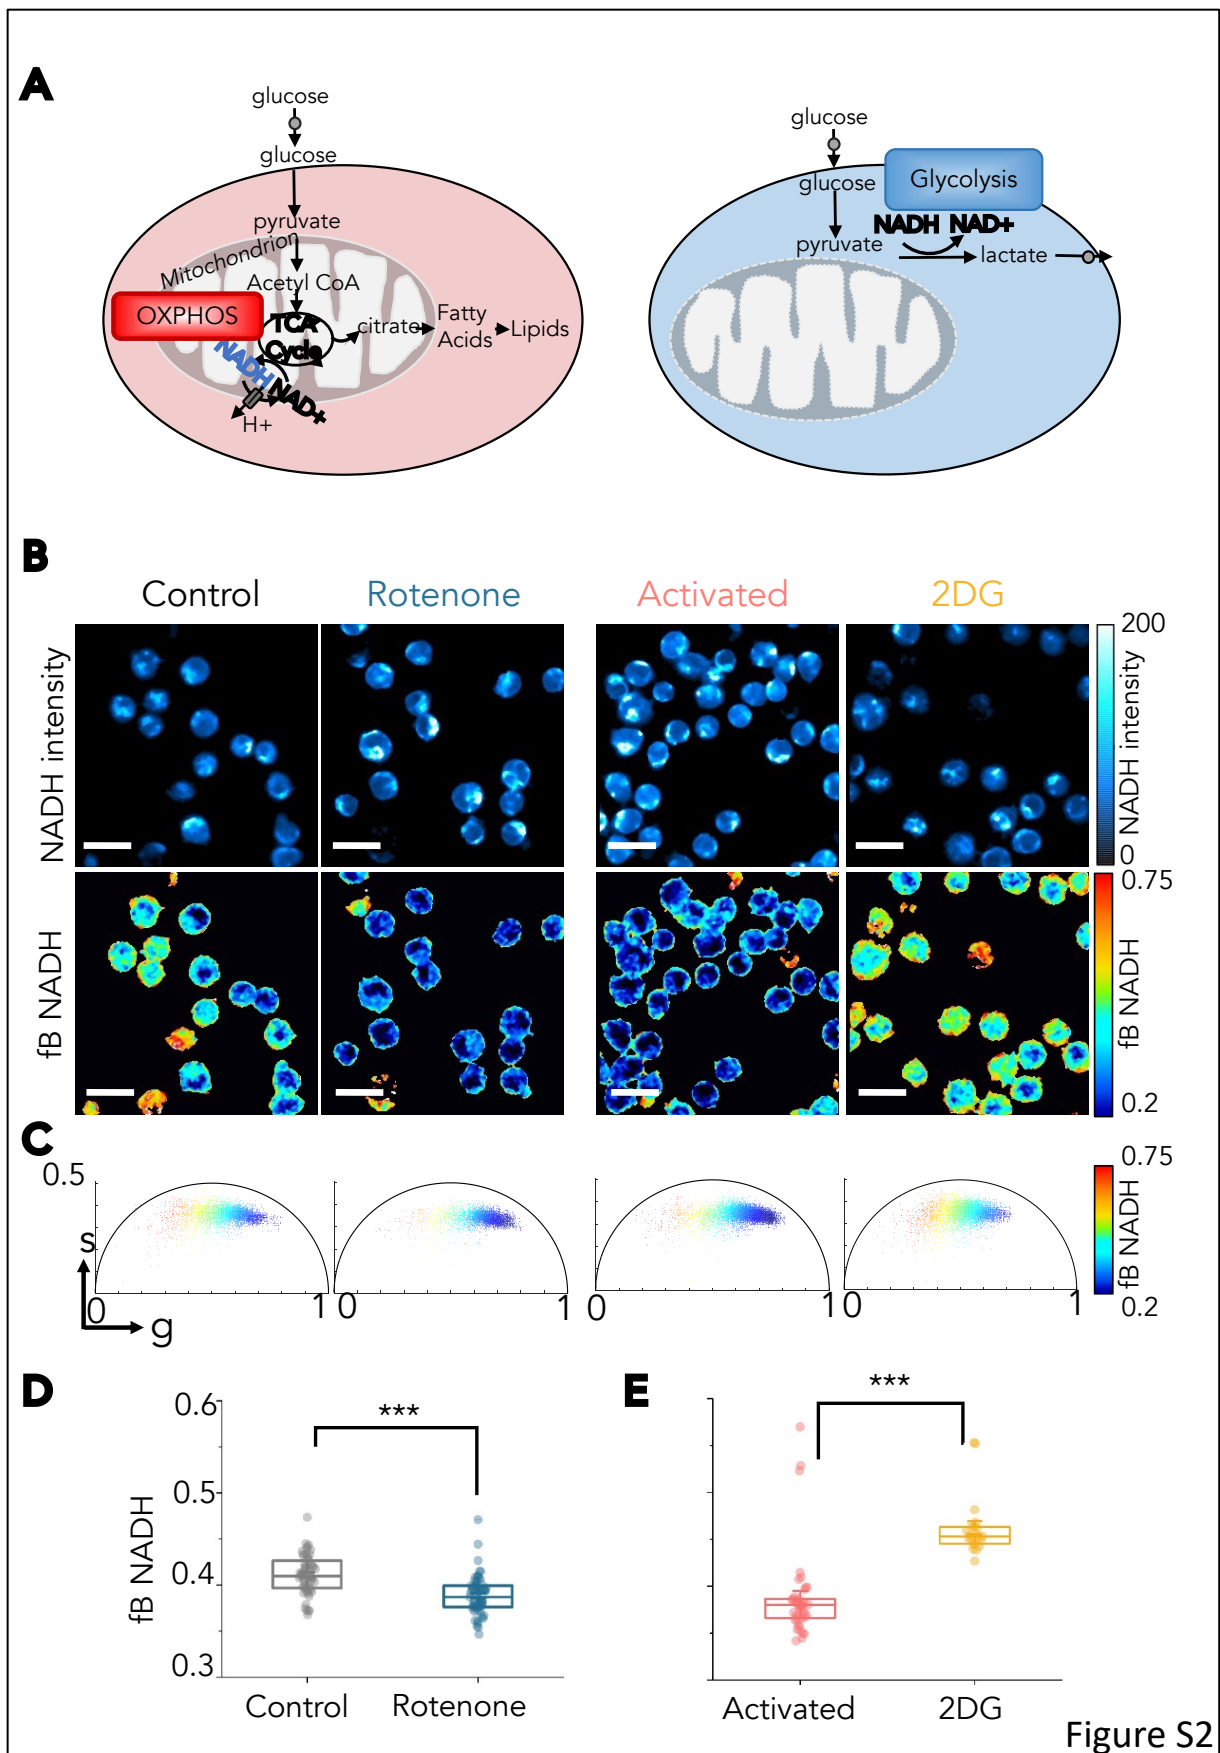 A
glucose
glucose
pyruvate
Mitochondrion
Acetyl CoA
OXPHOS
TCA
Cycle
citrate
Fatty
Acids
Lipids
NADH
NAD+
H+
glucose
glucose
Glycolysis
NADH NAD+
pyruvate
lactate
B
Control Rotenone Activated 2DG
NADH intensity
200
NADH intensity
0
fB NADH
0.75
fB NADH
0.2
C
0.5
s
g
0 1 0 1 0 1 0 1
0.75
fB NADH
0.2
D
***
0.6
0.5
0.4
0.3
fB NADH
Control Rotenone
E
***
Activated 2DG
Figure S2